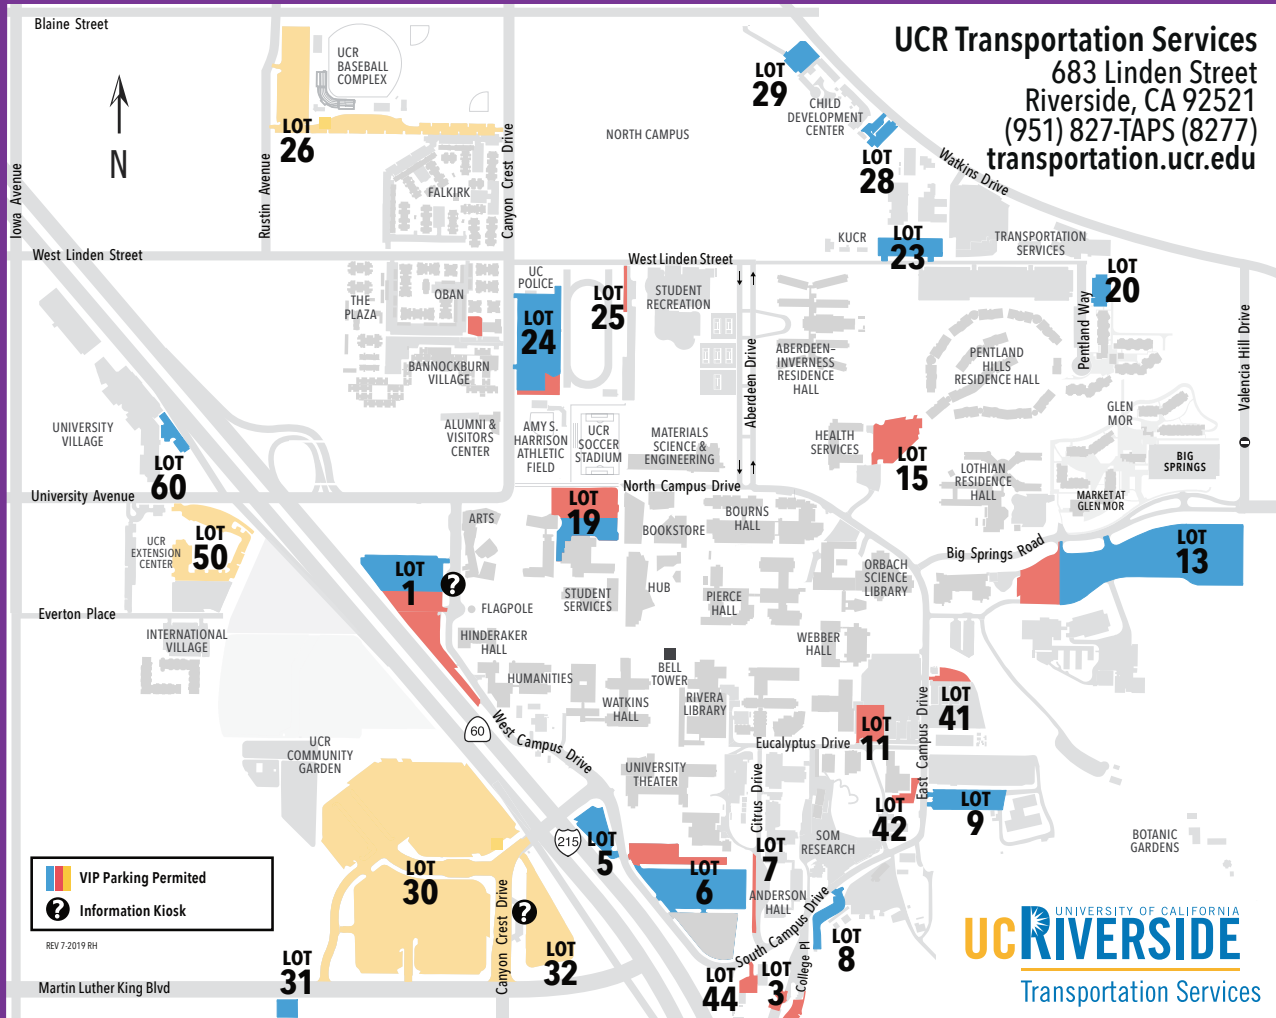 Blaine Street
UCR Transportation Services
683 Linden Street
Riverside, CA 92521
(951) 827-TAPS (8277)
transportation.ucr.edu
UCR
BASEBALL
COMPLEX
LOT
29
CHILD
DEVELOPMENT
CENTER
LOT
26
NORTH CAMPUS
N
LOT
28
Watkins Drive
Iowa Avenue
Rustin Avenue
Canyon Crest Drive
FALKIRK
KUCR
LOT
23
TRANSPORTATION
SERVICES
West Linden Street
West Linden Street
UC
POLICE
LOT
20
THE
PLAZA
OBAN
LOT
24
LOT
25
STUDENT
RECREATION
Pentland Way
Valencia Hill Drive
Aberdeen Drive
ABERDEEN-
INVERNESS
RESIDENCE
HALL
PENTLAND
HILLS
RESIDENCE HALL
BANNOCKBURN
VILLAGE
GLEN
MOR
UNIVERSITY
VILLAGE
ALUMNI &
VISITORS
CENTER
AMY S.
HARRISON
ATHLETIC
FIELD
UCR
SOCCER
STADIUM
MATERIALS
SCIENCE &
ENGINEERING
HEALTH
SERVICES
LOT
15
LOTHIAN
RESIDENCE
HALL
BIG
SPRINGS
LOT
60
University Avenue
North Campus Drive
MARKET AT
GLEN MOR
LOT
19
ARTS
BOOKSTORE
BOURNS
HALL
UCR
EXTENSION
CENTER
LOT
50
Big Springs Road
LOT
13
LOT
1
?
ORBACH
SCIENCE
LIBRARY
STUDENT
SERVICES
HUB
PIERCE
HALL
FLAGPOLE
Everton Place
INTERNATIONAL
VILLAGE
HINDERAKER
HALL
WEBBER
HALL
BELL
TOWER
HUMANITIES
WATKINS
HALL
RIVERA
LIBRARY
LOT
41
East Campus Drive
60
West Campus Drive
Eucalyptus Drive
LOT
11
UCR
COMMUNITY
GARDEN
UNIVERSITY
THEATER
Citrus Drive
LOT
42
LOT
9
215
LOT
5
SOM
RESEARCH
BOTANIC
GARDENS
LOT
7
LOT
6
ANDERSON
HALL
LOT
30
VIP Parking Permited
? Information Kiosk
REV 7-2019 RH
Canyon Crest Drive
?
LOT
32
South Campus Drive
College Pl
LOT
8
LOT
31
Martin Luther King Blvd
LOT
44
LOT
3
UNIVERSITY OF CALIFORNIA
UC RIVERSIDE
Transportation Services